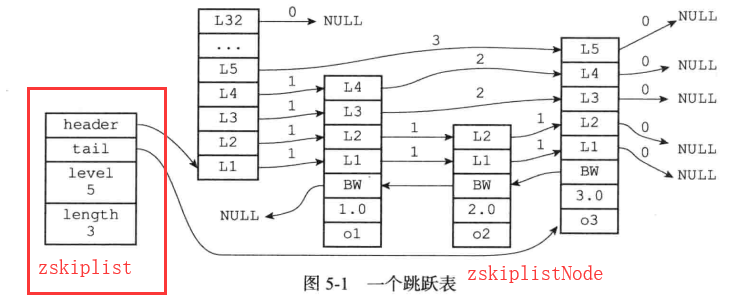 header
tail
level
5
length
3
zskiplist
L32
...
L5
L4
L3
L2
L1
0
NULL
3
1
1
1
1
L4
L3
L2
L1
BW
1.0
o1
NULL
2
2
1
1
L2
L1
BW
2.0
o2
1
1
L5
L4
L3
L2
L1
BW
3.0
o3
0
NULL
0
NULL
0
NULL
0
NULL
0
NULL
图 5-1 一个跳跃表
zskiplistNode